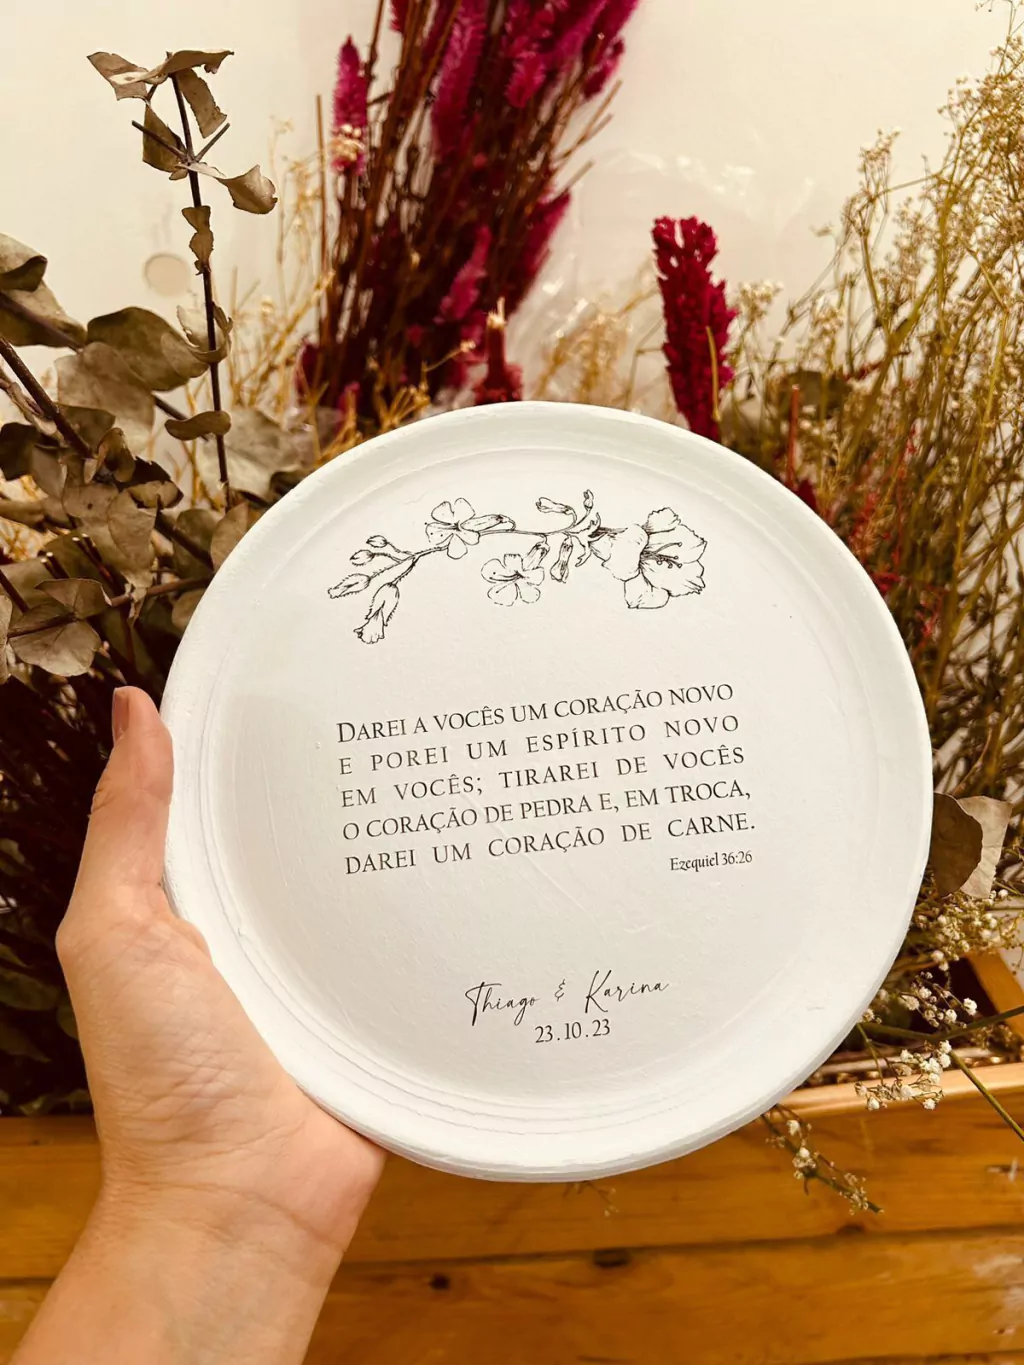 DAREI A VOCÊS UM CORAÇÃO NOVO
E POREI UM ESPÍRITO NOVO
EM VOCÊS; TIRAREI DE VOCÊS
O CORAÇÃO DE PEDRA E, EM TROCA,
DAREI UM CORAÇÃO DE CARNE.
Ezequiel 36:26
Thiago & Karina
23.10.23